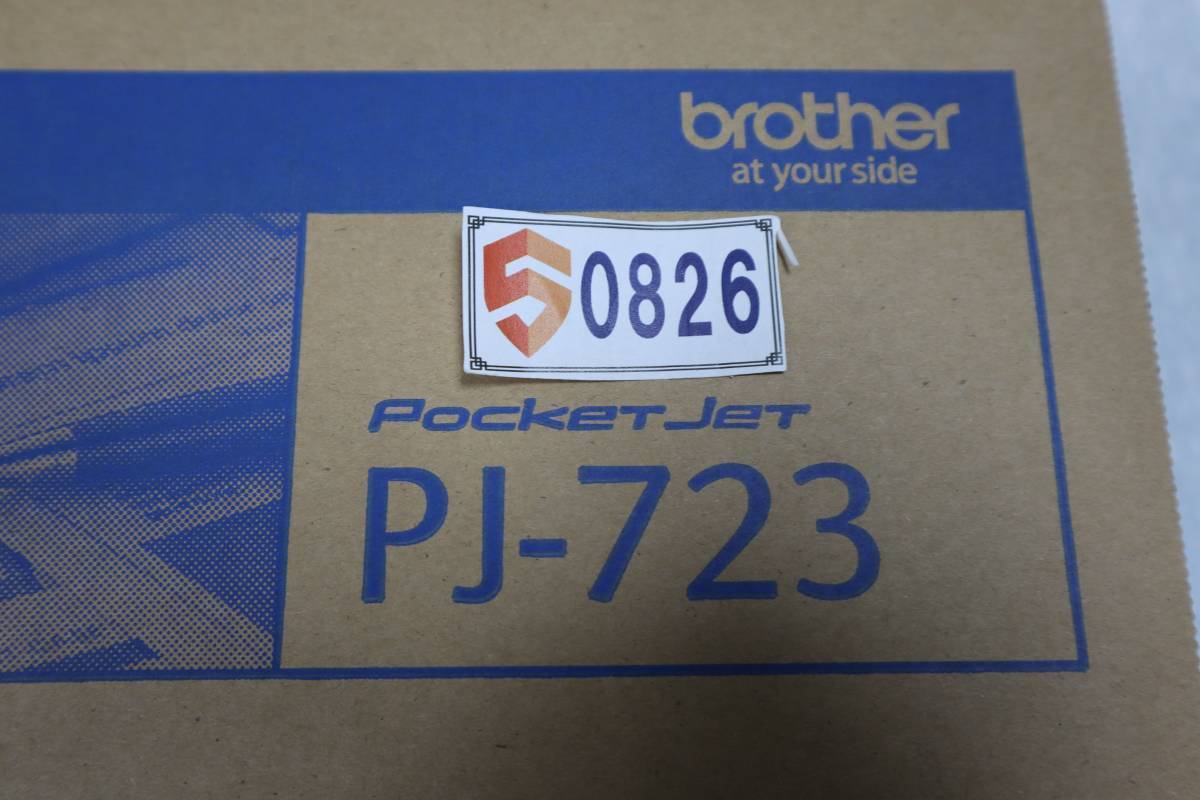 brother
at your side
S 0826
PocketJet
PJ-723